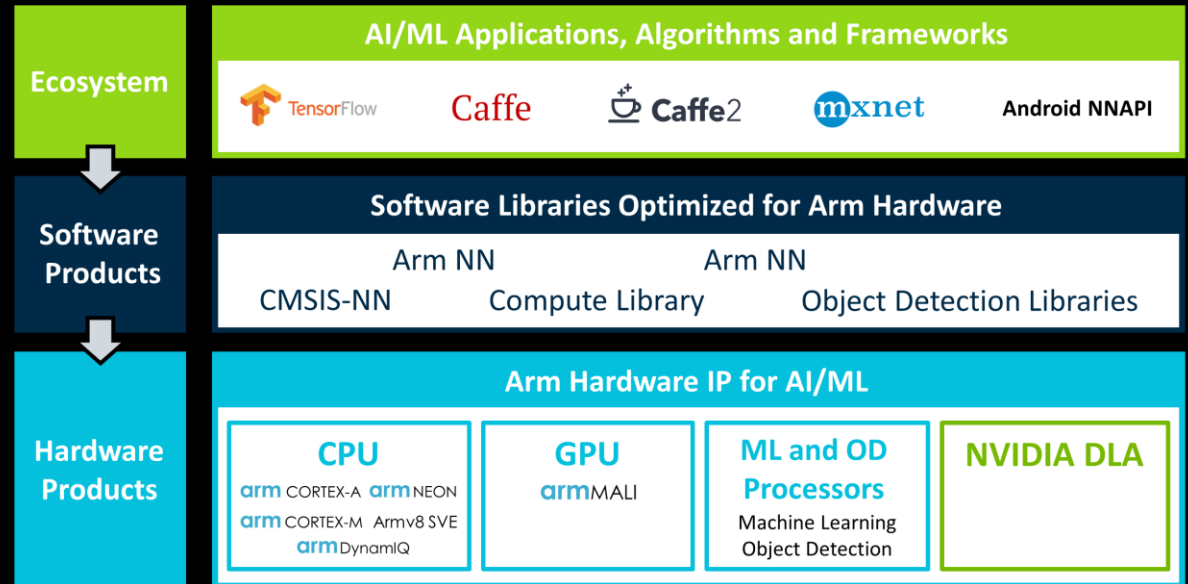 Ecosystem
AI/ML Applications, Algorithms and Frameworks
TensorFlow
Caffe
Caffe2
mxnet
Android NNAPI
Software
Products
Software Libraries Optimized for Arm Hardware
Arm NN
Arm NN
CMSIS-NN
Compute Library
Object Detection Libraries
Hardware
Products
Arm Hardware IP for AI/ML
CPU
arm CORTEX-A arm NEON
arm CORTEX-M Armv8 SVE
arm DynamIQ
GPU
arm MALI
ML and OD
Processors
Machine Learning
Object Detection
NVIDIA DLA